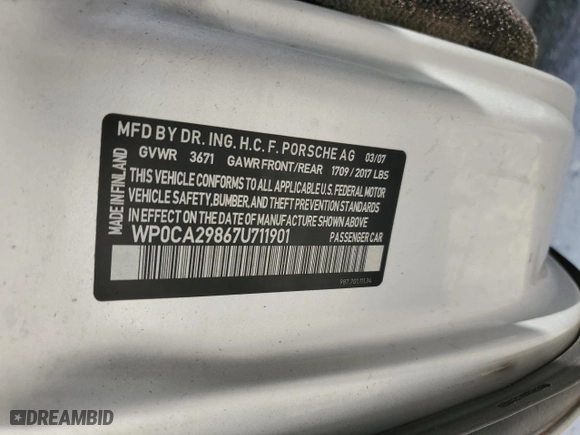 MFD BY DR. ING. H.C. F. PORSCHE AG 03/07
GVWR 3671 GAWR FRONT/REAR 1709/2017 LBS
THIS VEHICLE CONFORMS TO ALL APPLICABLE U.S. FEDERAL MOTOR
VEHICLE SAFETY, BUMPER, AND THEFT PREVENTION STANDARDS
IN EFFECT ON THE DATE OF MANUFACTURE SHOWN ABOVE
WP0CA29867U711901 PASSENGER CAR
MADE IN FINLAND
DREAMBID